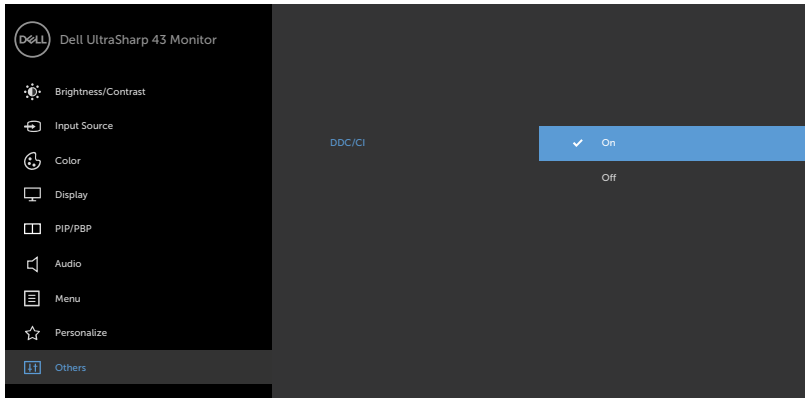 DELL
Dell UltraSharp 43 Monitor
Brightness/Contrast
Input Source
Color
Display
PIP/PBP
Audio
Menu
Personalize
Others
DDC/CI
On
Off